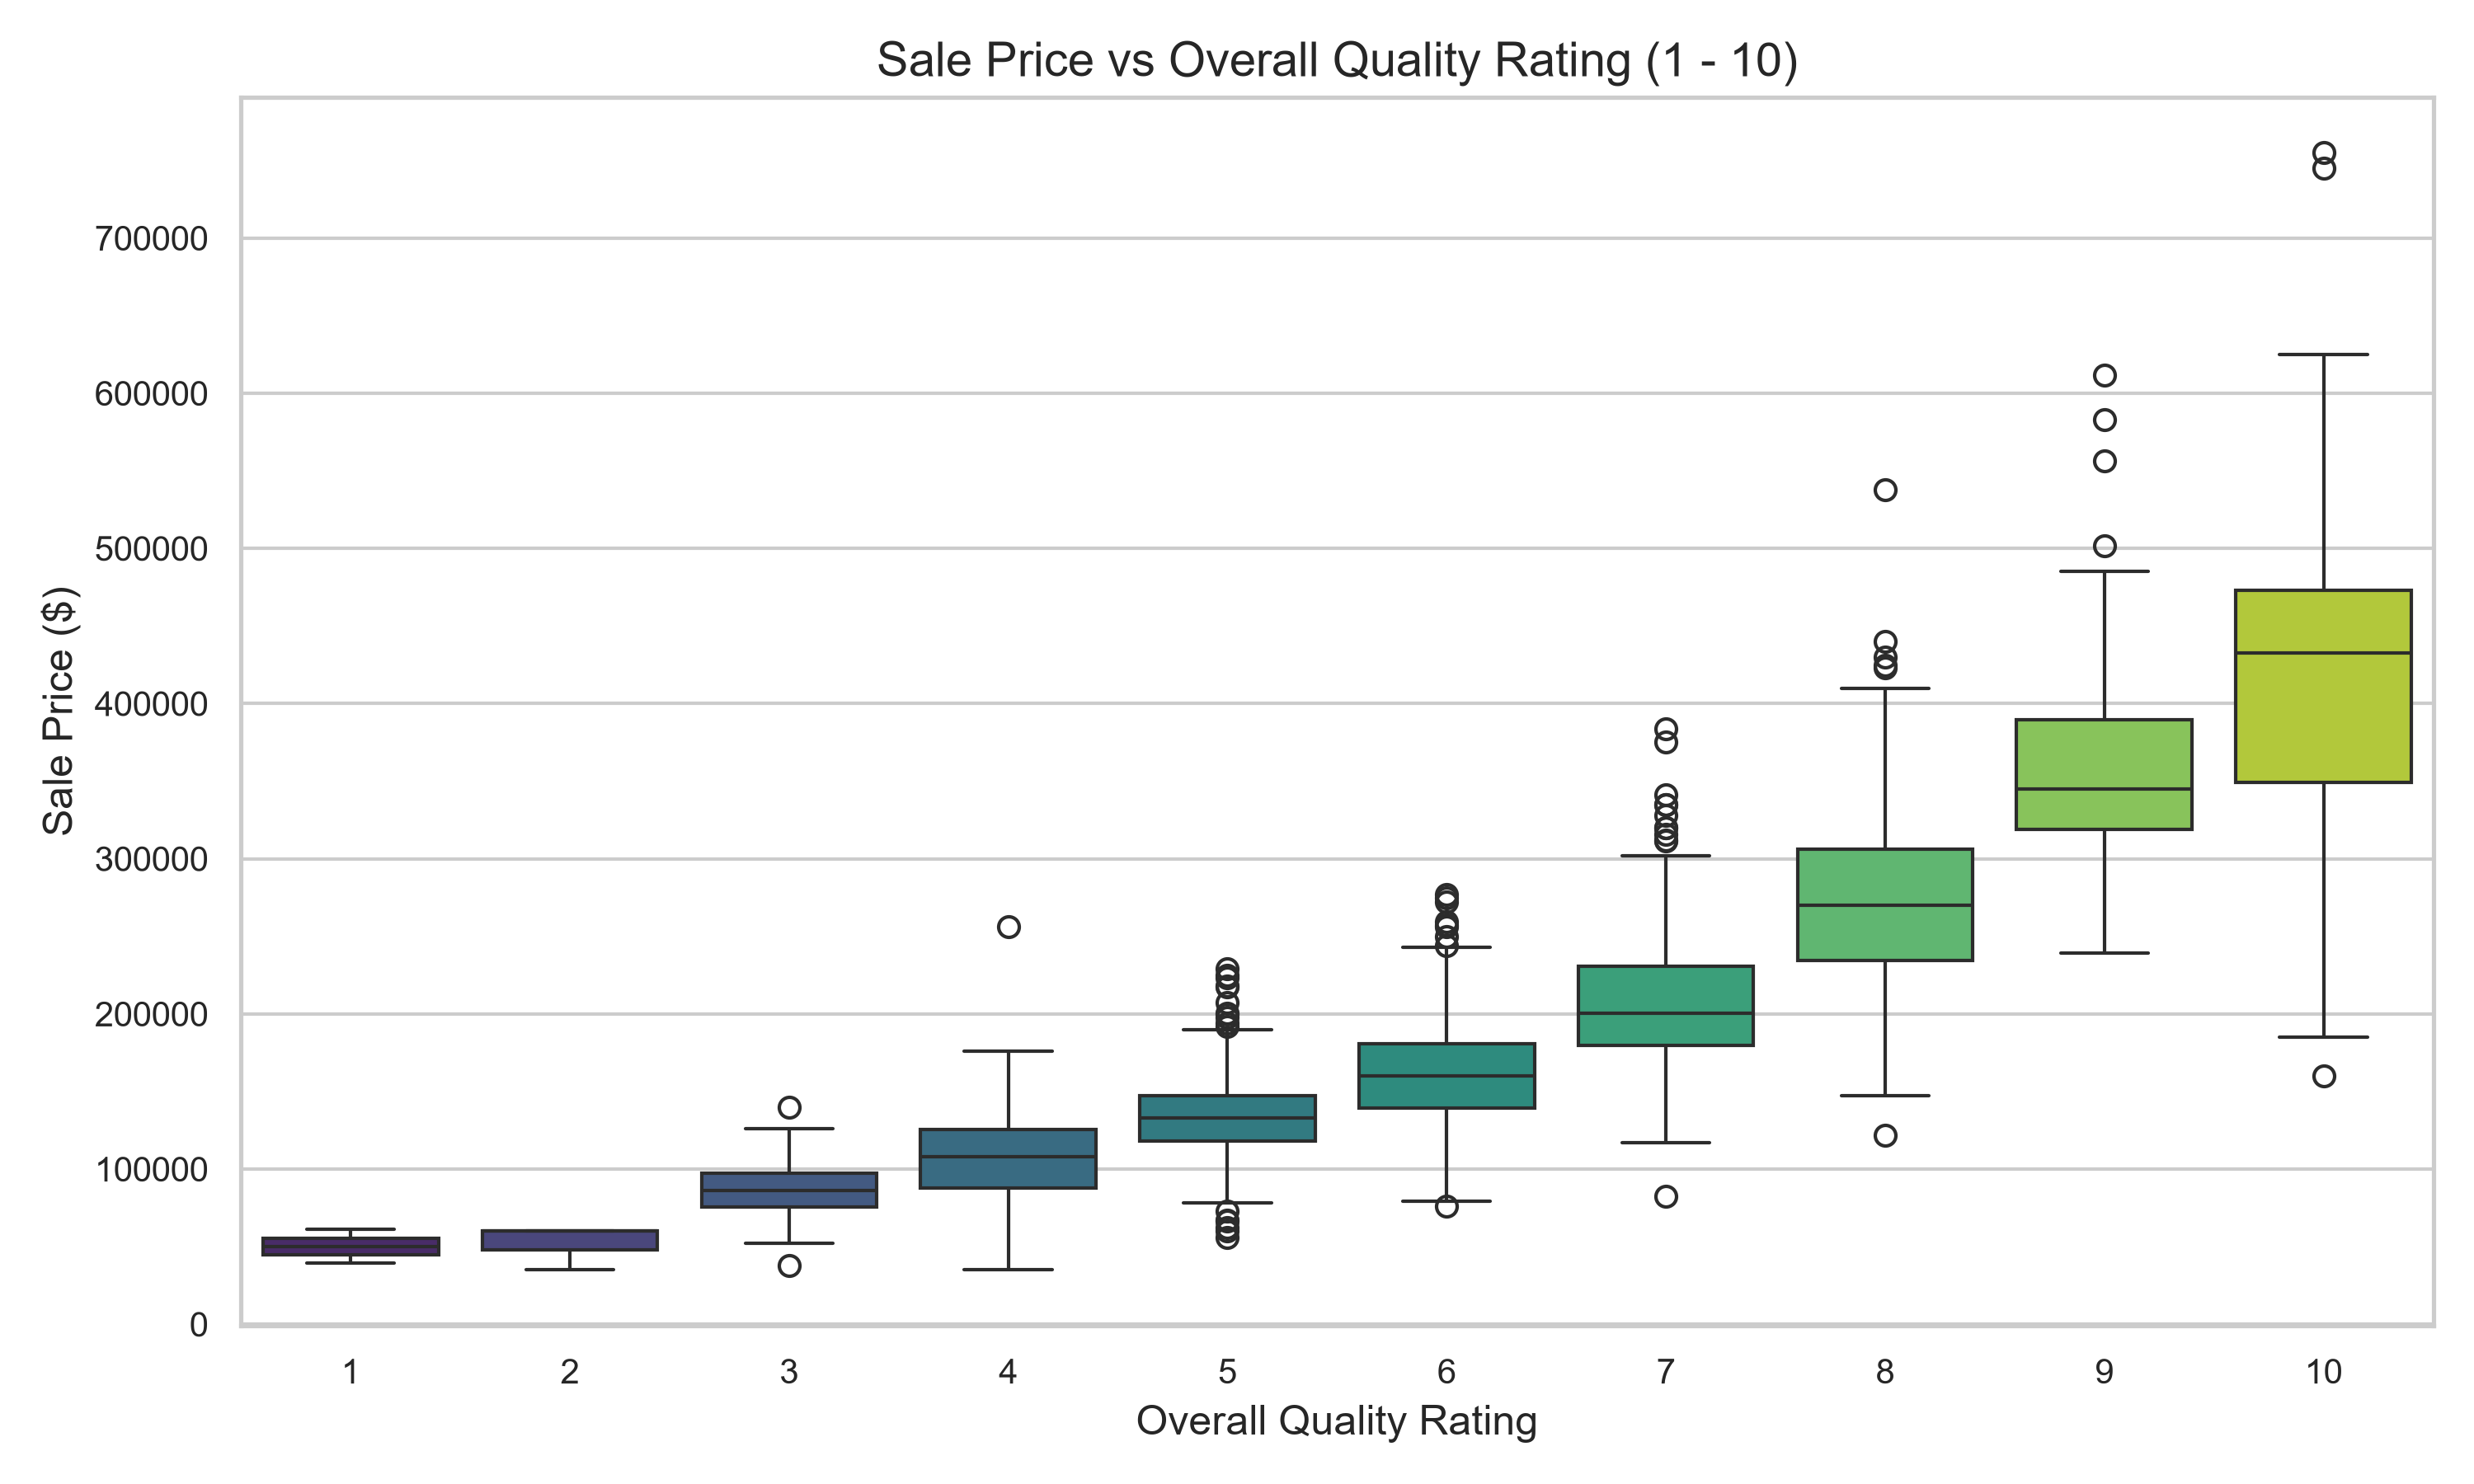 Sale Price vs Overall Quality Rating (1 - 10)
Sale Price ($)
700000
600000
500000
400000
300000
200000
100000
0
1 2 3 4 5 6 7 8 9 10
Overall Quality Rating